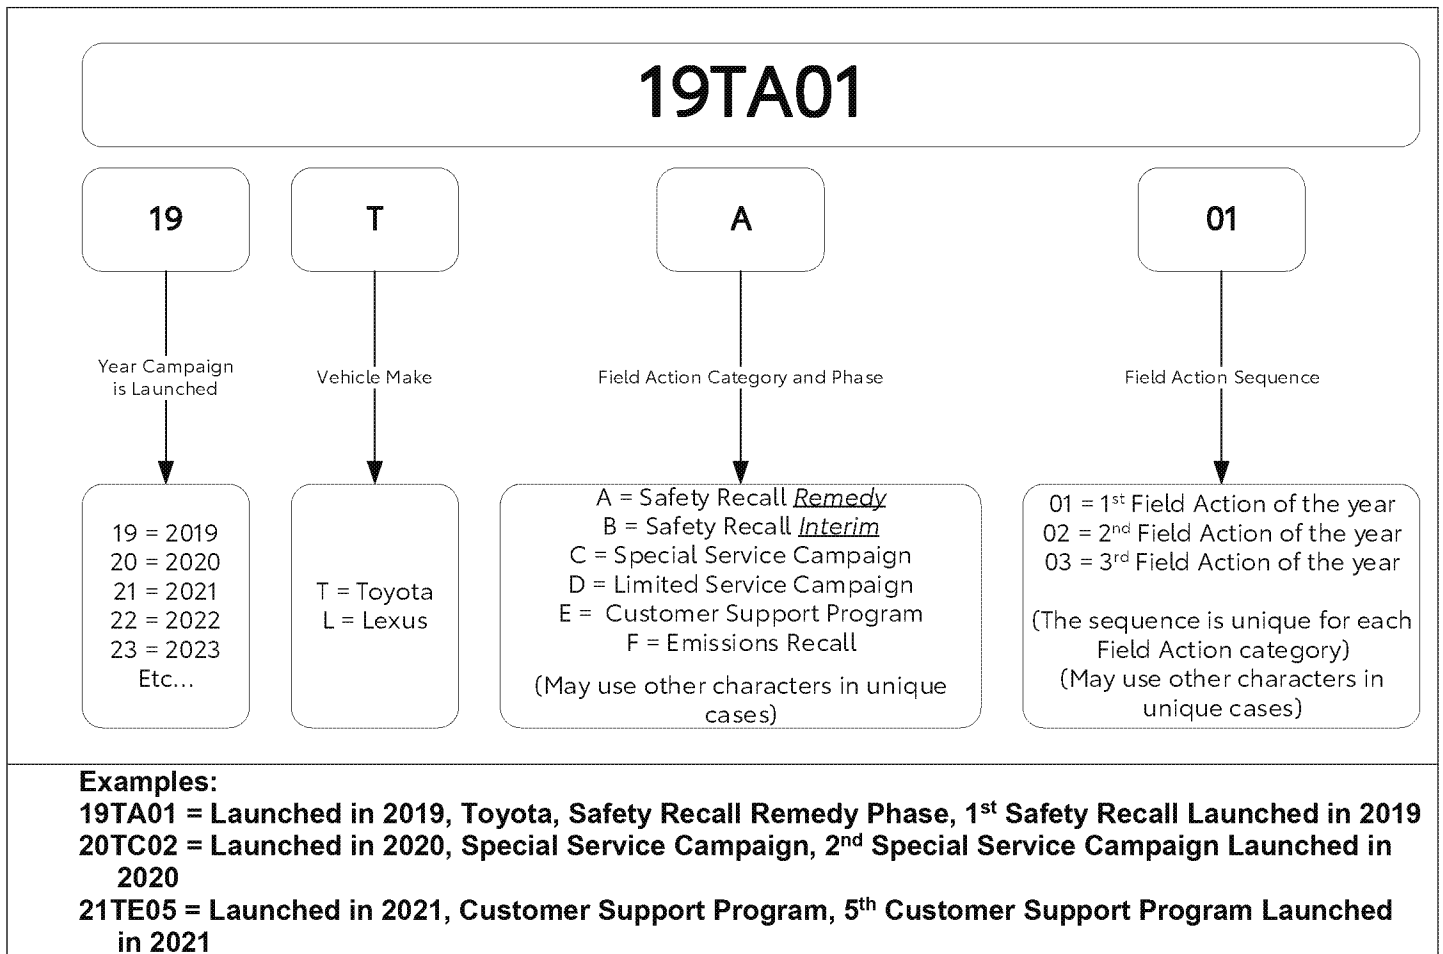 19TA01
19
T
A
01
Year Campaign
is Launched
Vehicle Make
Field Action Category and Phase
Field Action Sequence
19 = 2019
20 = 2020
21 = 2021
22 = 2022
23 = 2023
Etc...
T = Toyota
L = Lexus
A = Safety Recall Remedy
B = Safety Recall Interim
C = Special Service Campaign
D = Limited Service Campaign
E =  Customer Support Program
F = Emissions Recall
(May use other characters in unique
cases)
01 = 1st Field Action of the year
02 = 2nd Field Action of the year
03 = 3rd Field Action of the year
(The sequence is unique for each
Field Action category)
(May use other characters in
unique cases)
Examples:
19TA01 = Launched in 2019, Toyota, Safety Recall Remedy Phase, 1st Safety Recall Launched in 2019
20TC02 = Launched in 2020, Special Service Campaign, 2nd Special Service Campaign Launched in
2020
21TE05 = Launched in 2021, Customer Support Program, 5th Customer Support Program Launched
in 2021